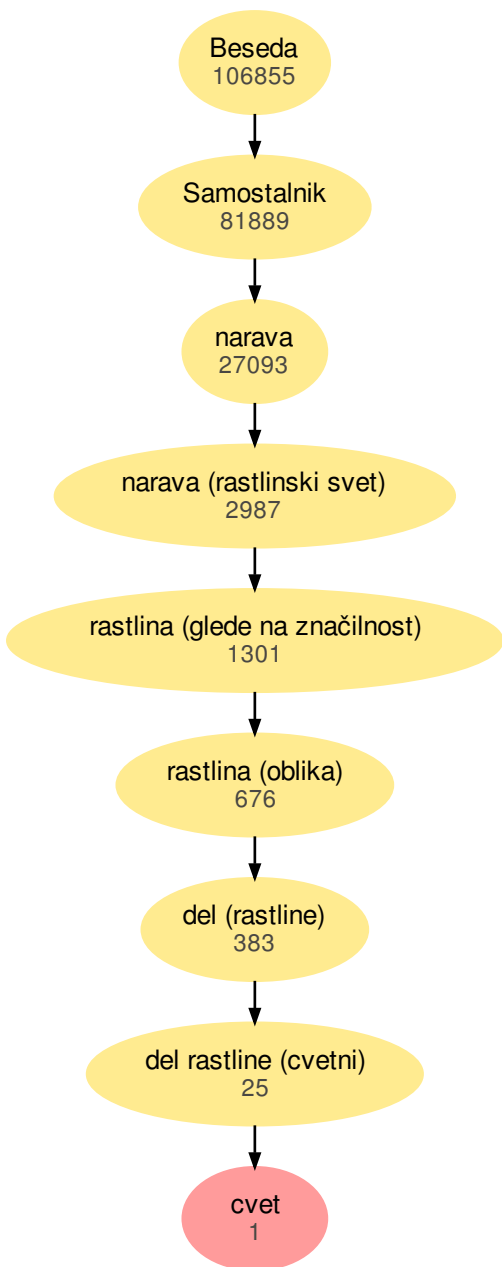 Beseda
106855
Samostalnik
81889
narava
27093
narava (rastlinski svet)
2987
rastlina (glede na značilnost)
1301
rastlina (oblika)
676
del (rastline)
383
del rastline (cvetni)
25
cvet
1